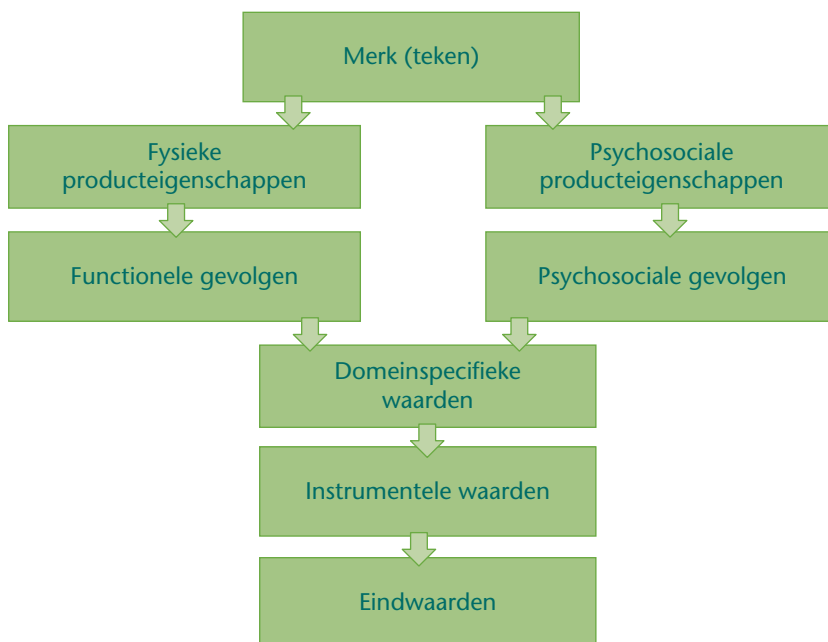 Merk (teken)
Fysieke
producteigenschappen
Psychosociale
producteigenschappen
Functionele gevolgen
Psychosociale gevolgen
Domeinspecifieke
waarden
Instrumentele waarden
Eindwaarden